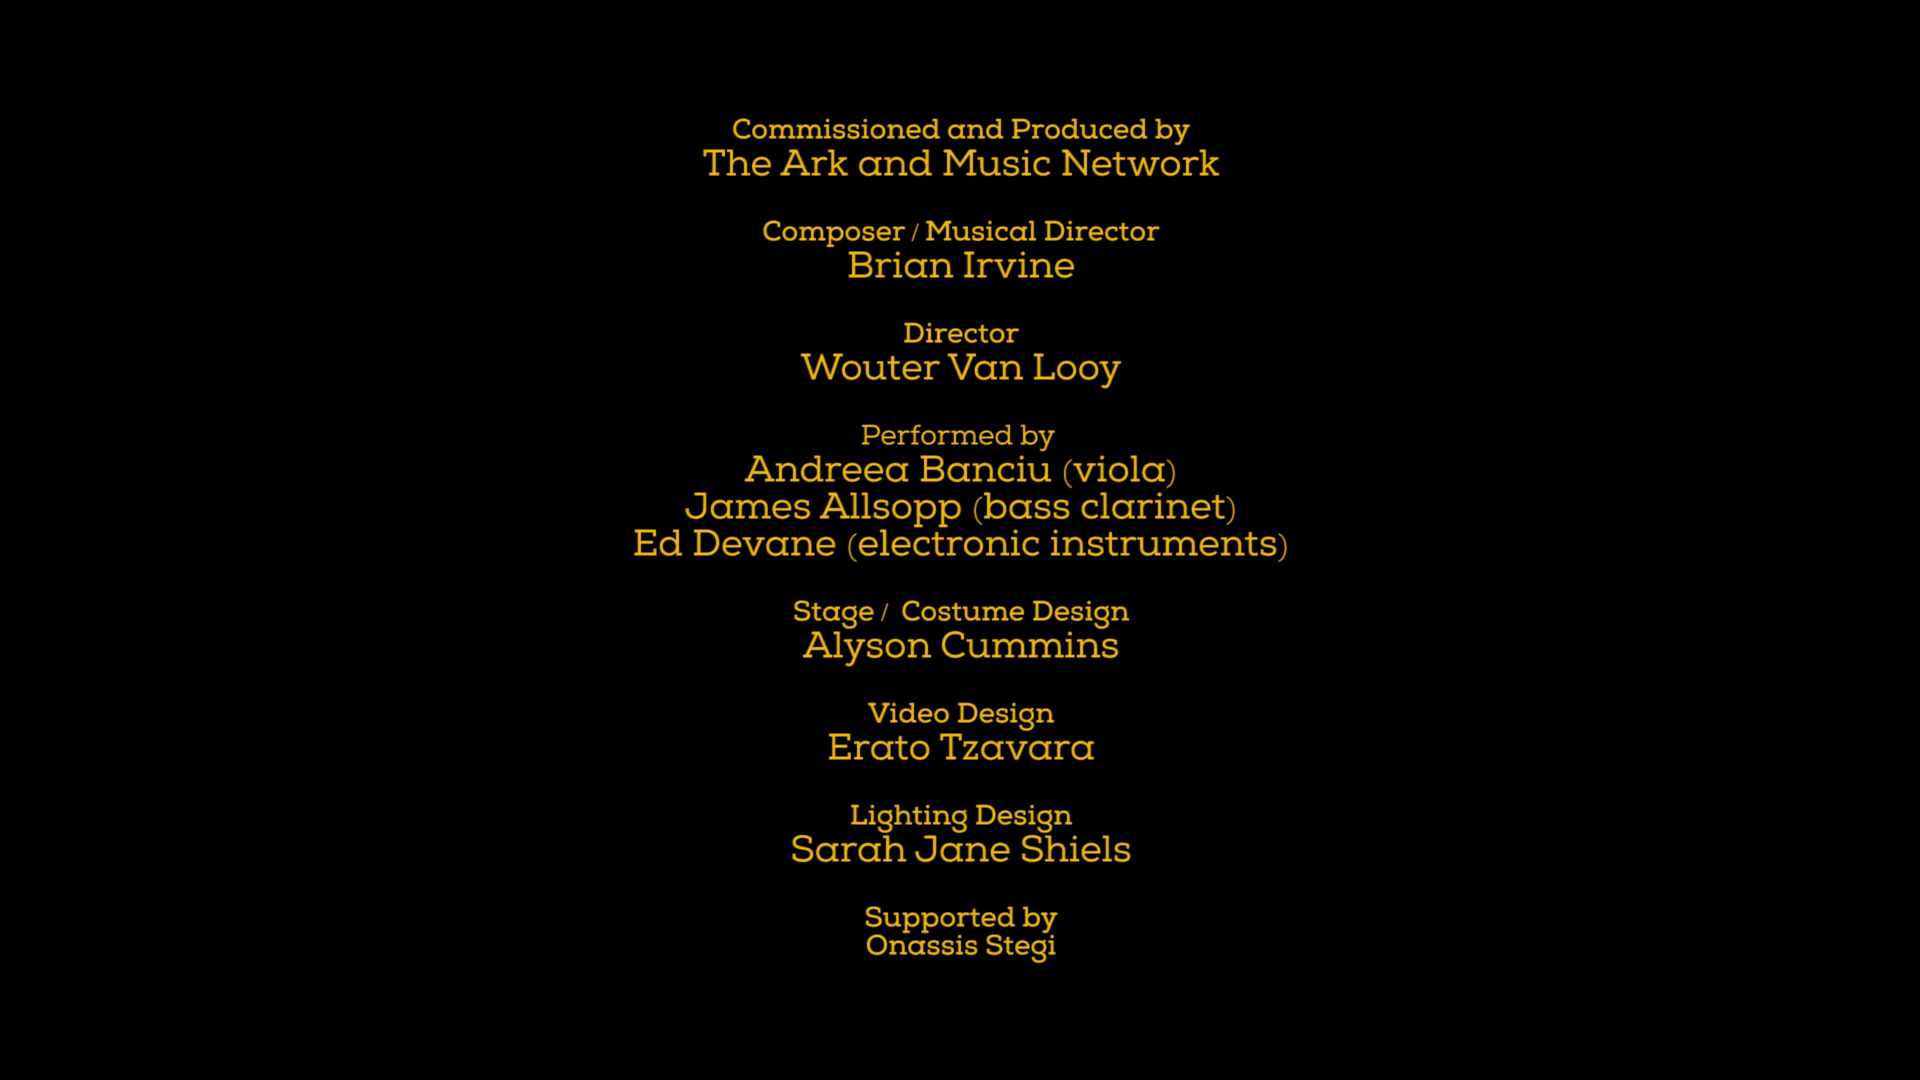 Commissioned and Produced by
The Ark and Music Network
Composer / Musical Director
Brian Irvine
Director
Wouter Van Looy
Performed by
Andreea Banciu (viola)
James Allsopp (bass clarinet)
Ed Devane (electronic instruments)
Stage / Costume Design
Alyson Cummins
Video Design
Erato Tzavara
Lighting Design
Sarah Jane Shiels
Supported by
Onassis Stegi